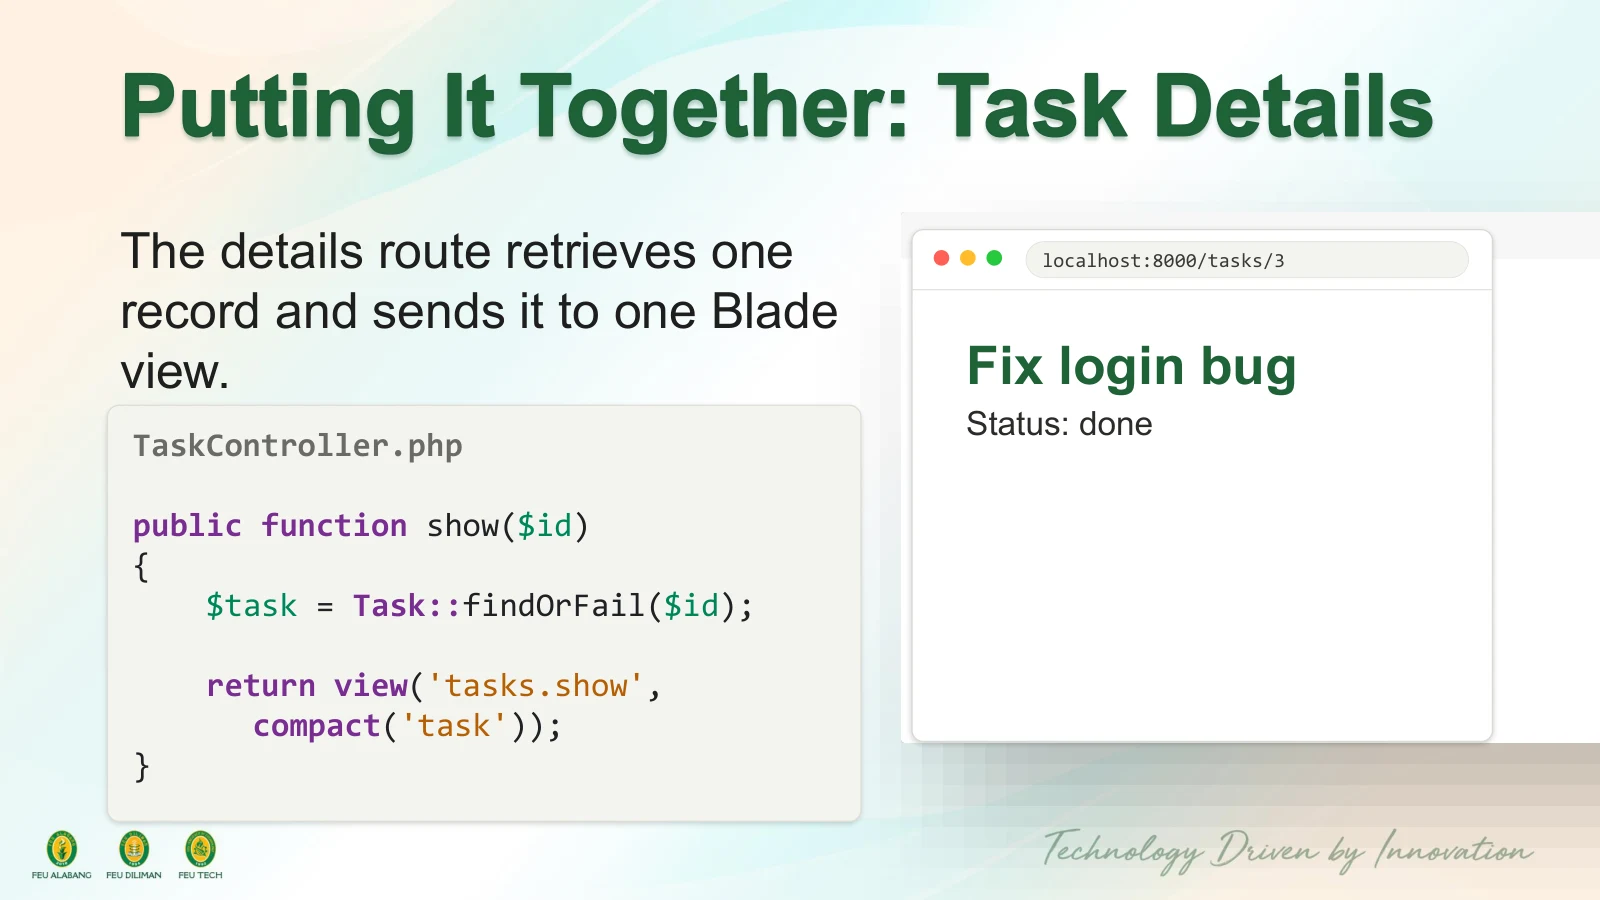 Putting It Together: Task Details
The details route retrieves one
record and sends it to one Blade
view.
TaskController.php
public function show($id)
{
    $task = Task::findOrFail($id);
    return view('tasks.show',
        compact('task'));
}
localhost:8000/tasks/3
Fix login bug
Status: done
FEU ALABANG
FEU DILIMAN
FEU TECH
Technology Driven by Innovation